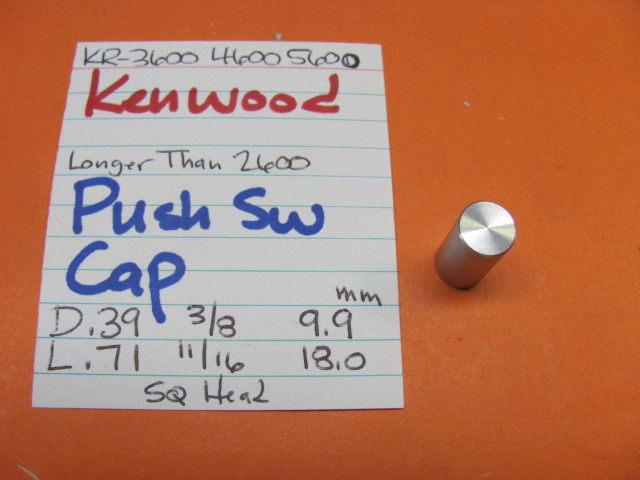 KR-3600 4600 5600
Kenwood
Longer Than 2600
Push Sw
Cap
mm
D.39 3/8 9.9
L.71 11/16 18.0
SQ Head